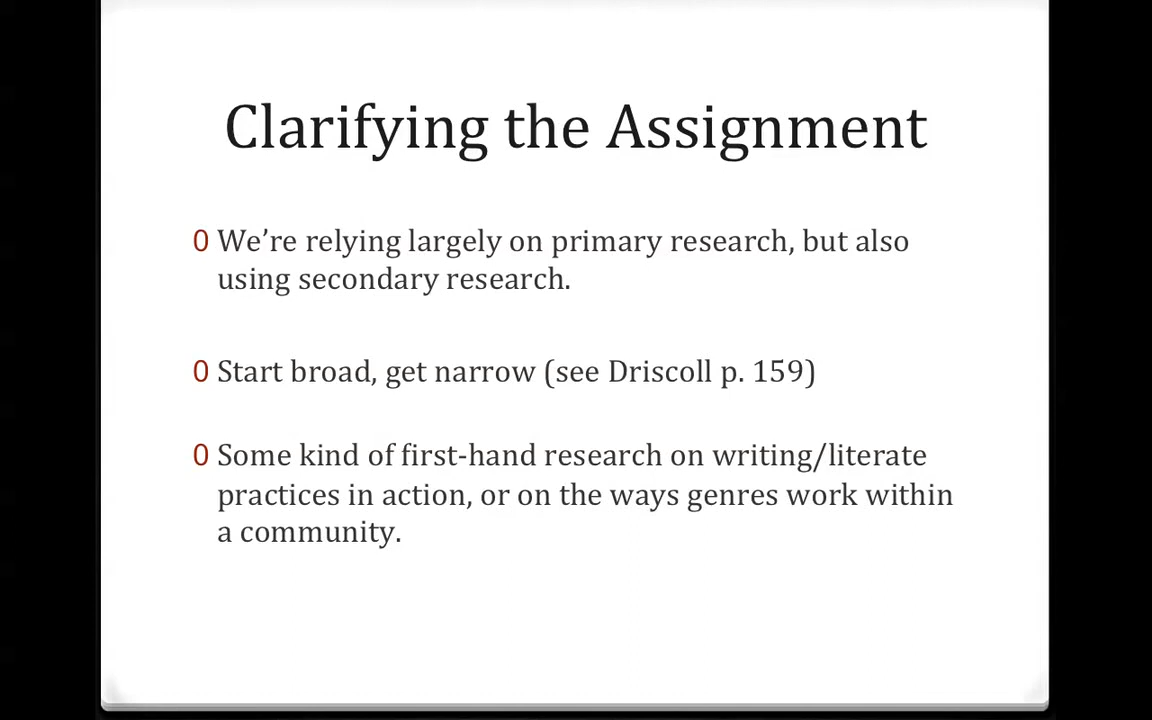 Clarifying the Assignment
0 We’re relying largely on primary research, but also
using secondary research.
0 Start broad, get narrow (see Driscoll p. 159)
0 Some kind of first-hand research on writing/literate
practices in action, or on the ways genres work within
a community.